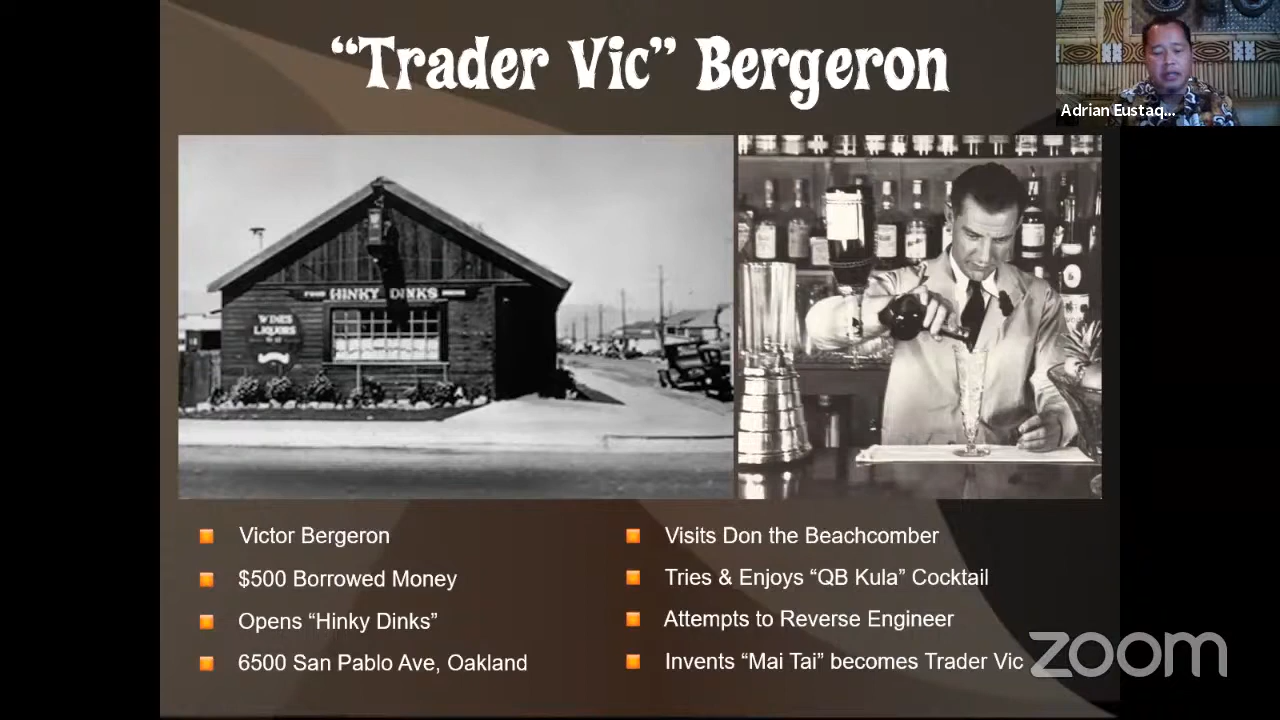 “Trader Vic” Bergeron
Adrian Eustaq...
HINKY DINKS
WINES
LIQUORS
Victor Bergeron
$500 Borrowed Money
Opens “Hinky Dinks”
6500 San Pablo Ave, Oakland
Visits Don the Beachcomber
Tries & Enjoys “QB Kula” Cocktail
Attempts to Reverse Engineer
Invents “Mai Tai” becomes Trader Vic
zoom